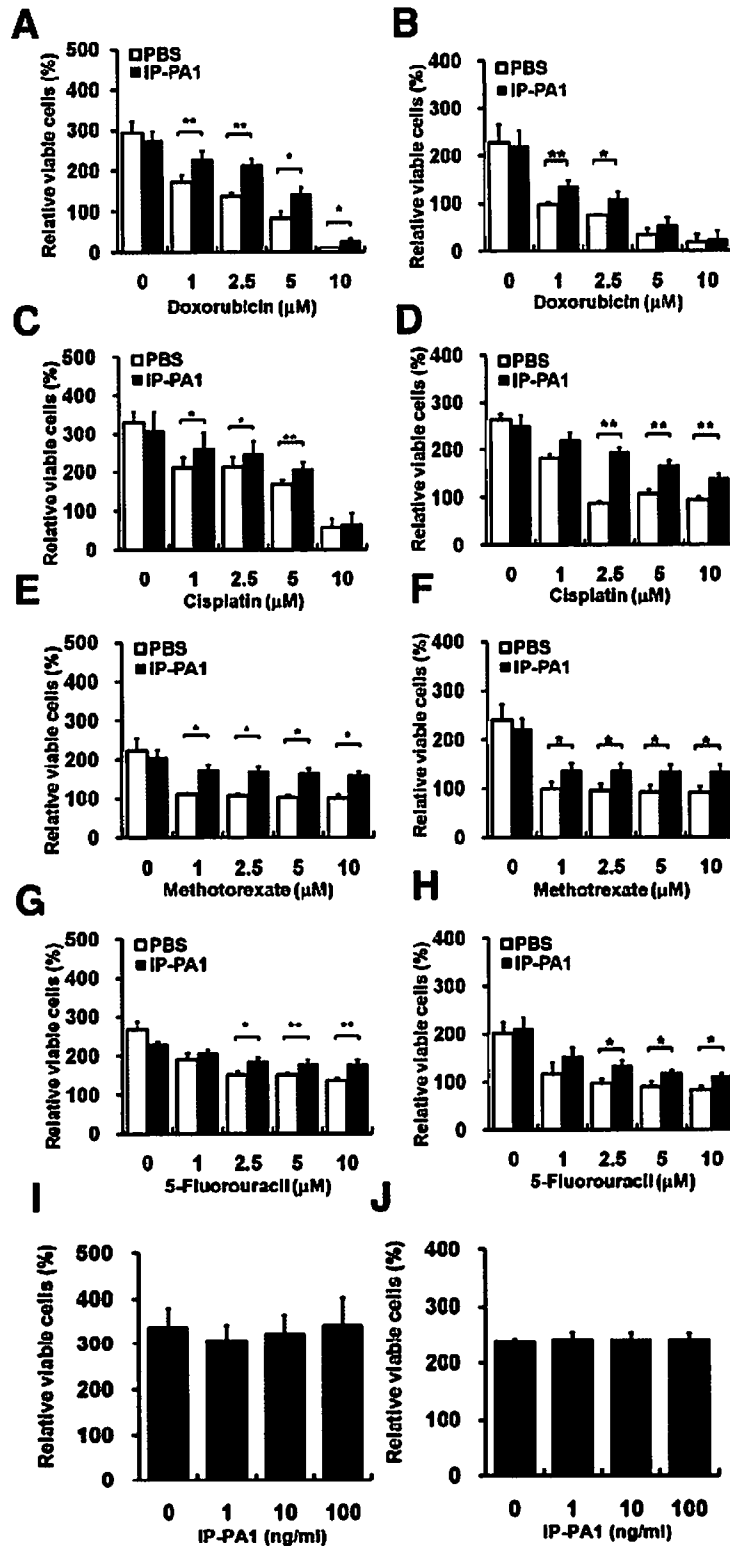 A
Relative viable cells (%)
500
400
300
200
100
0
PBS
IP-PA1
** ** * *
0 1 2.5 5 10
Doxorubicin (μM)
B
Relative viable cells (%)
400
300
200
100
0
PBS
IP-PA1
** *
0 1 2.5 5 10
Doxorubicin (μM)
C
Relative viable cells (%)
500
400
300
200
100
0
PBS
IP-PA1
* * **
0 1 2.5 5 10
Cisplatin (μM)
D
Relative viable cells (%)
400
300
200
100
0
PBS
IP-PA1
** ** **
0 1 2.5 5 10
Cisplatin (μM)
E
Relative viable cells (%)
500
400
300
200
100
0
PBS
IP-PA1
* * * *
0 1 2.5 5 10
Methotorexate (μM)
F
Relative viable cells (%)
400
300
200
100
0
PBS
IP-PA1
* * * *
0 1 2.5 5 10
Methotrexate (μM)
G
Relative viable cells (%)
500
400
300
200
100
0
PBS
IP-PA1
* ** **
0 1 2.5 5 10
5-Fluorouracil (μM)
H
Relative viable cells (%)
400
300
200
100
0
PBS
IP-PA1
* * *
0 1 2.5 5 10
5-Fluorouracil (μM)
I
Relative viable cells (%)
500
400
300
200
100
0
0 1 10 100
IP-PA1 (ng/ml)
J
Relative viable cells (%)
400
300
200
100
0
0 1 10 100
IP-PA1 (ng/ml)